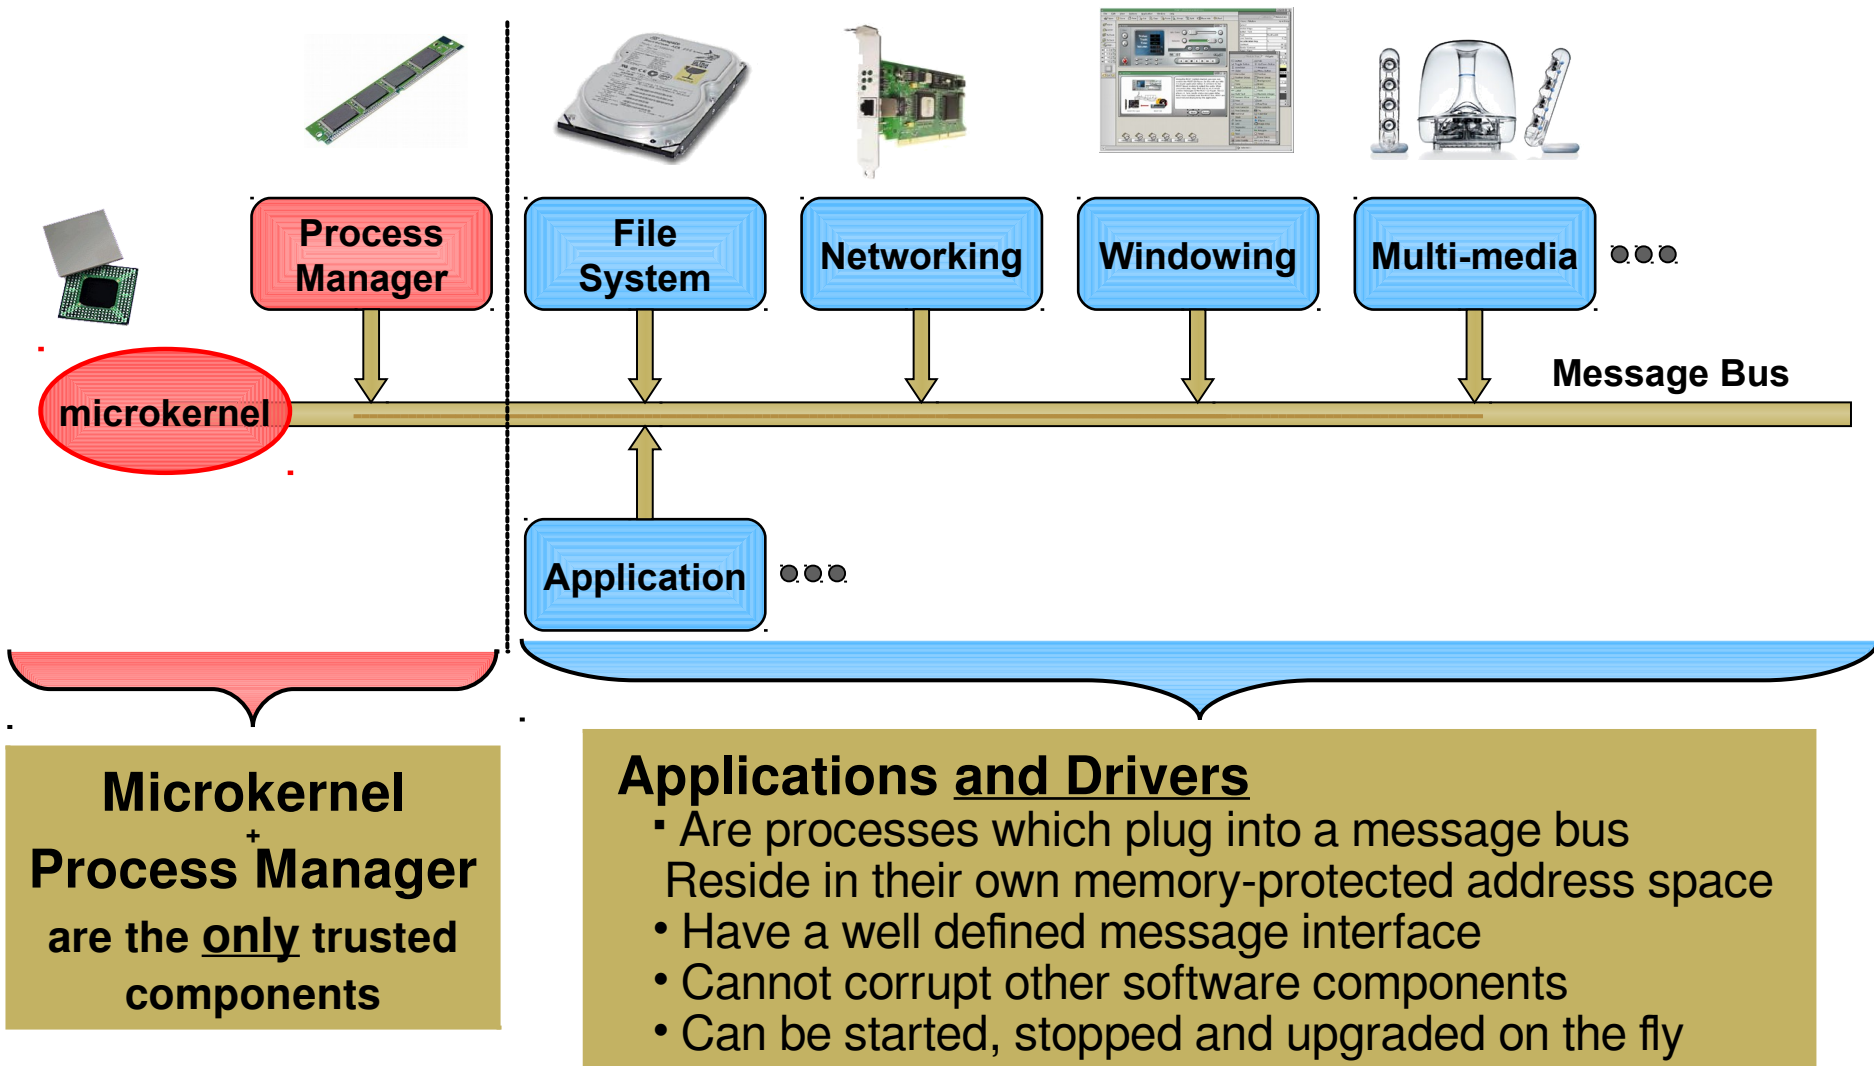 Process
Manager
File
System
Networking
Windowing
Multi-media
Message Bus
microkernel
Application
Microkernel
+
Process Manager
are the only trusted
components
Applications and Drivers
▪ Are processes which plug into a message bus
Reside in their own memory-protected address space
• Have a well defined message interface
• Cannot corrupt other software components
• Can be started, stopped and upgraded on the fly